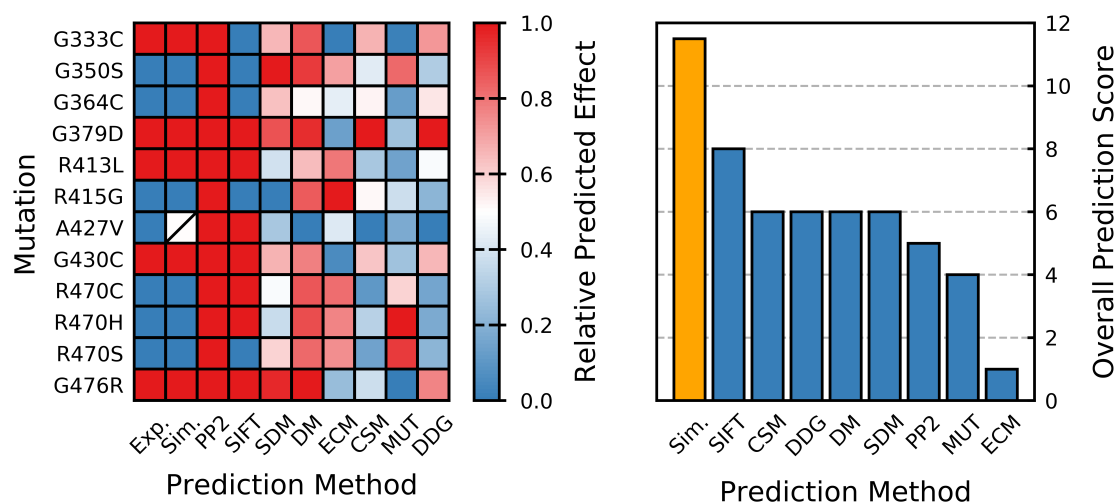 G333C
G350S
G364C
G379D
R413L
R415G
A427V
G430C
R470C
R470H
R470S
G476R
Mutation
Exp. Sim. PP2 SIFT SDM DM ECM CSM MUT DDG
Prediction Method
1.0
0.8
0.6
0.4
0.2
0.0
Relative Predicted Effect
12
10
8
6
4
2
0
Overall Prediction Score
Sim. SIFT CSM DDG DM SDM PP2 MUT ECM
Prediction Method